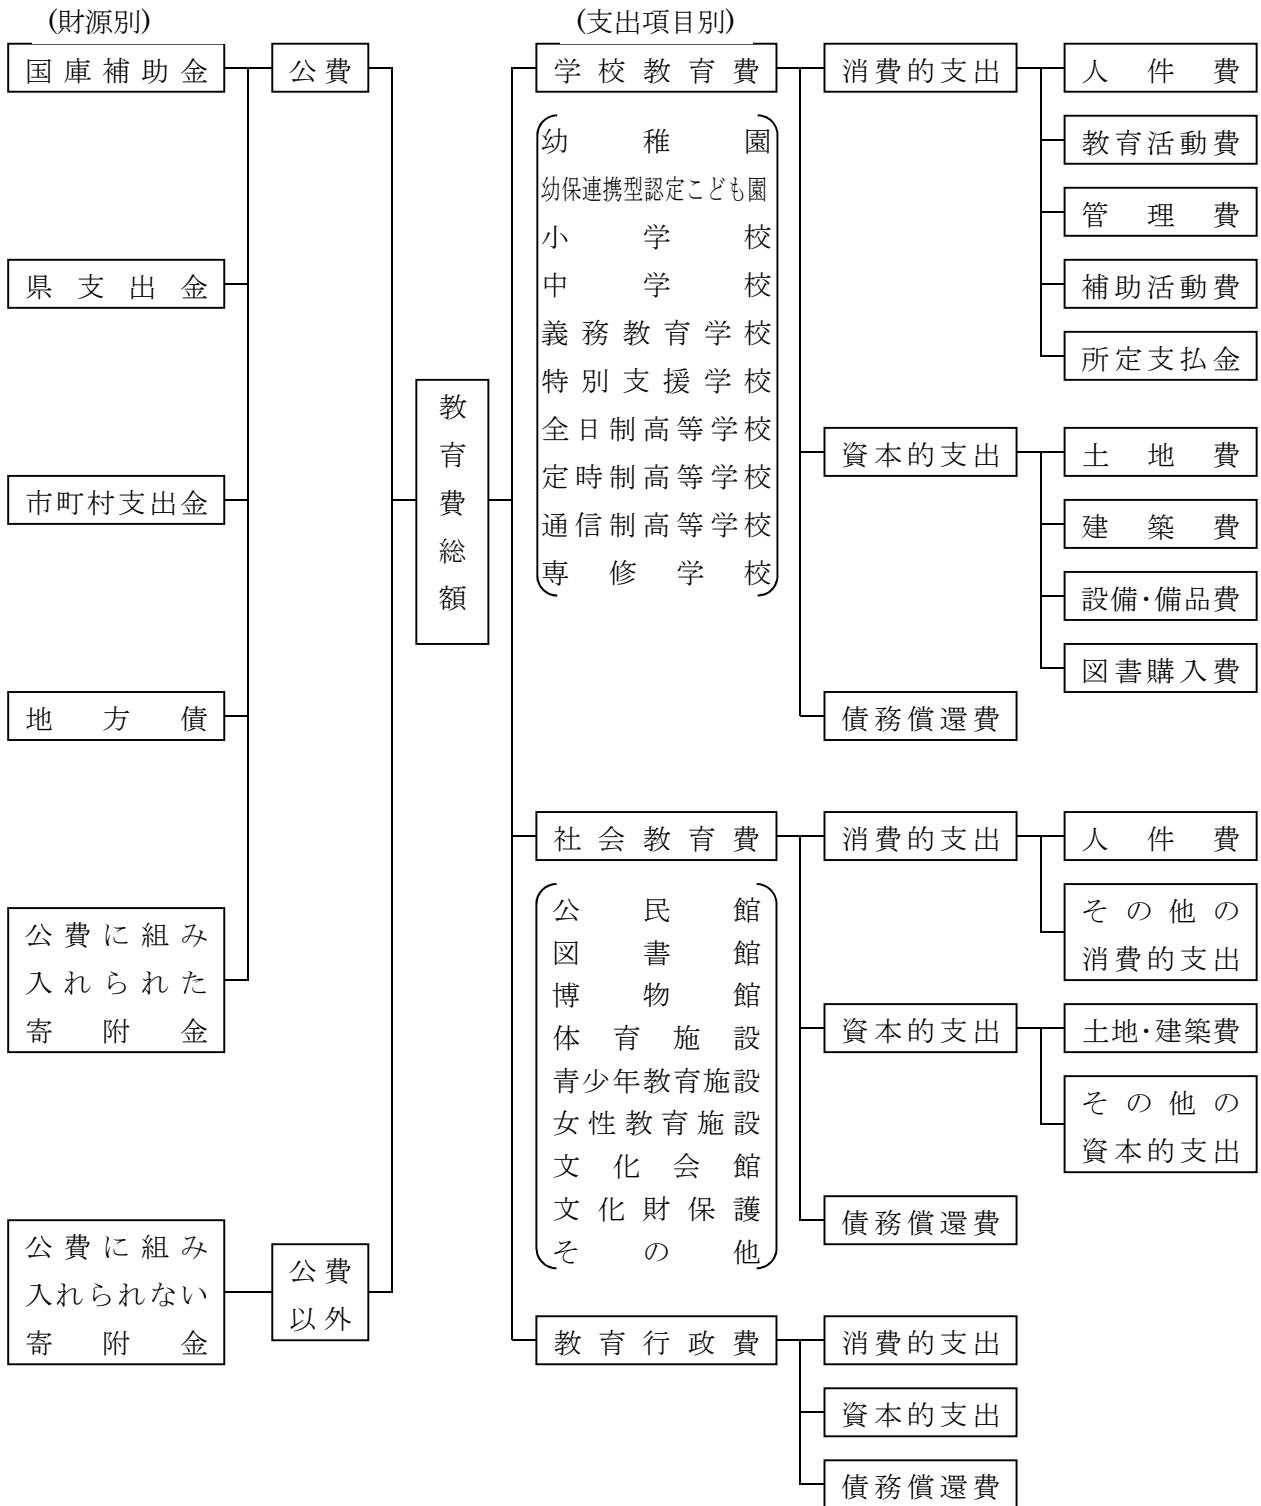 (財源別)
国庫補助金
公費
県支出金
市町村支出金
地方債
公費に組み
入れられた
寄附金
公費に組み
入れられない
寄附金
公費
以外
教
育
費
総
額
(支出項目別)
学校教育費
幼稚園
幼保連携型認定こども園
小学校
中学校
義務教育学校
特別支援学校
全日制高等学校
定時制高等学校
通信制高等学校
専修学校
消費的支出
人件費
教育活動費
管理費
補助活動費
所定支払金
資本的支出
土地費
建築費
設備・備品費
図書購入費
債務償還費
社会教育費
公民館
図書館
博物館
体育施設
青少年教育施設
女性教育施設
文化会館
文化財保護
その他
消費的支出
人件費
その他の
消費的支出
資本的支出
土地・建築費
その他の
資本的支出
債務償還費
教育行政費
消費的支出
資本的支出
債務償還費